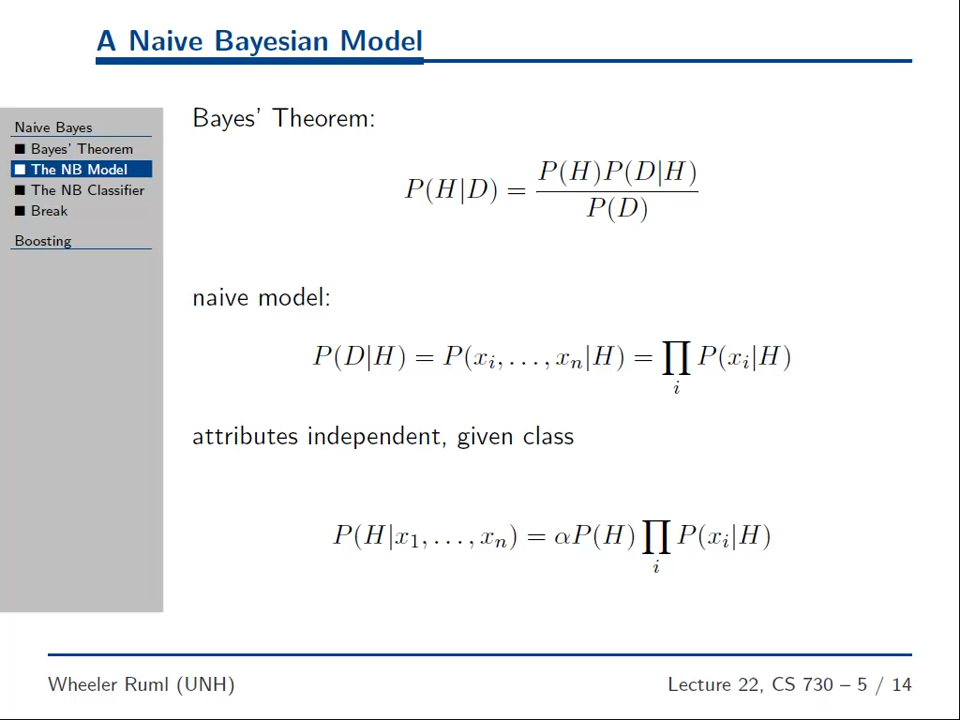 A Naive Bayesian Model
Naive Bayes
■ Bayes' Theorem
■ The NB Model
■ The NB Classifier
■ Break
Boosting
Bayes' Theorem:
P(H|D) = P(H)P(D|H) / P(D)
naive model:
P(D|H) = P(x_i, . . . , x_n|H) = ∏_i P(x_i|H)
attributes independent, given class
P(H|x_1, . . . , x_n) = αP(H) ∏_i P(x_i|H)
Wheeler Ruml (UNH)
Lecture 22, CS 730 – 5 / 14